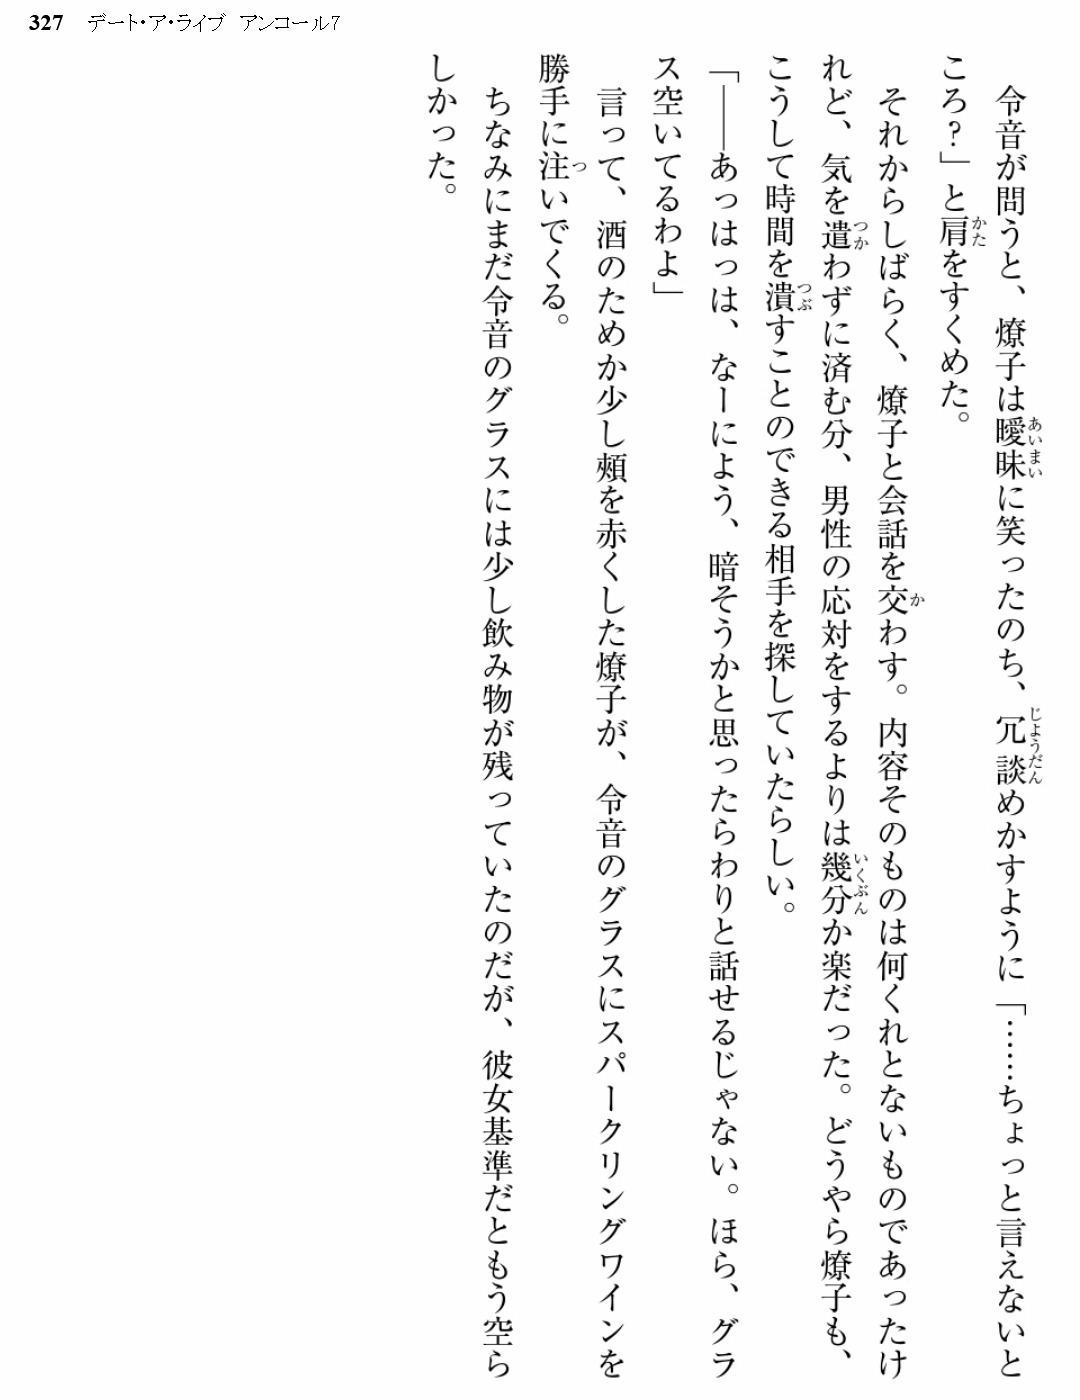 327 デート・ア・ライブ アンコール7
令音が問うと、燎子は曖昧に笑ったのち、冗談めかすように「……ちょっと言えないと
ころ？」と肩をすくめた。
それからしばらく、燎子と会話を交わす。内容そのものは何くれとないものであったけ
れど、気を遣わずに済む分、男性の応対をするよりは幾分か楽だった。どうやら燎子も、
こうして時間を潰すことのできる相手を探していたらしい。
「――あっはっは、なーによう、暗そうかと思ったらわりと話せるじゃない。ほら、グラ
ス空いてるわよ」
言って、酒のためか少し頰を赤くした燎子が、令音のグラスにスパークリングワインを
勝手に注いでくる。
ちなみにまだ令音のグラスには少し飲み物が残っていたのだが、彼女基準だともう空ら
しかった。